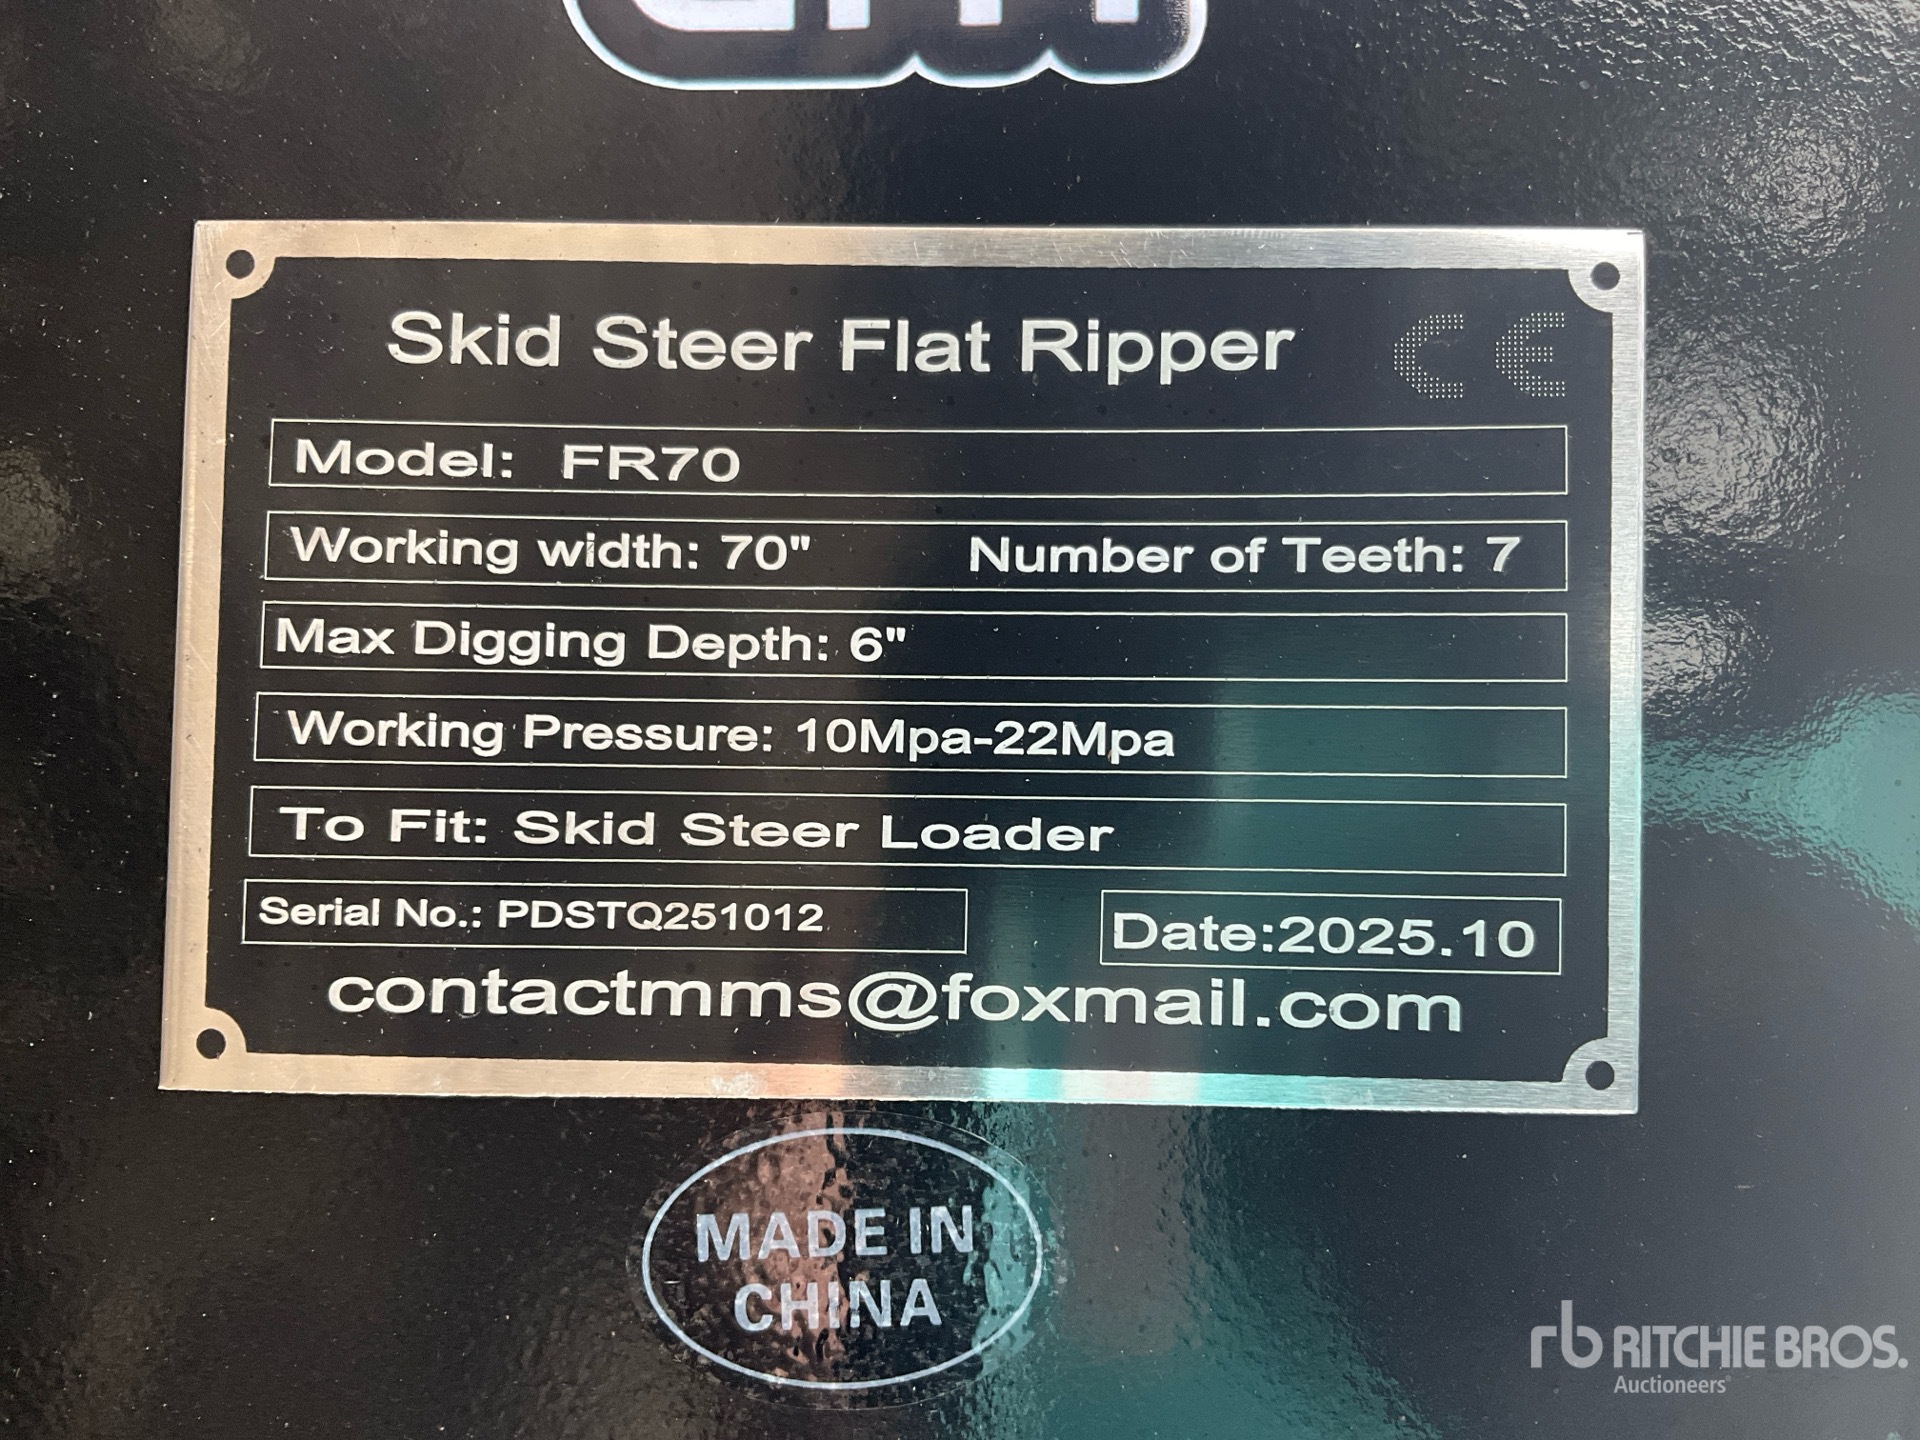 Skid Steer Flat Ripper CE
Model: FR70
Working width: 70" Number of Teeth: 7
Max Digging Depth: 6"
Working Pressure: 10Mpa-22Mpa
To Fit: Skid Steer Loader
Serial No.: PDSTQ251012 Date:2025.10
contactmms@foxmail.com
MADE IN
CHINA
rb RITCHIE BROS.
Auctioneers